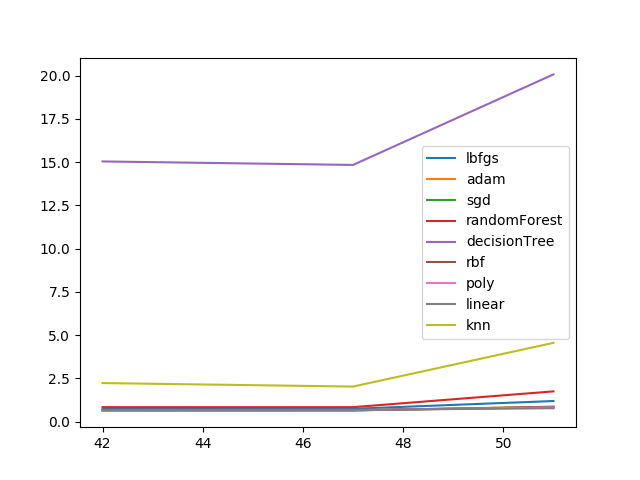 20.0
17.5
15.0
12.5
10.0
7.5
5.0
2.5
0.0
42
44
46
48
50
lbfgs
adam
sgd
randomForest
decisionTree
rbf
poly
linear
knn